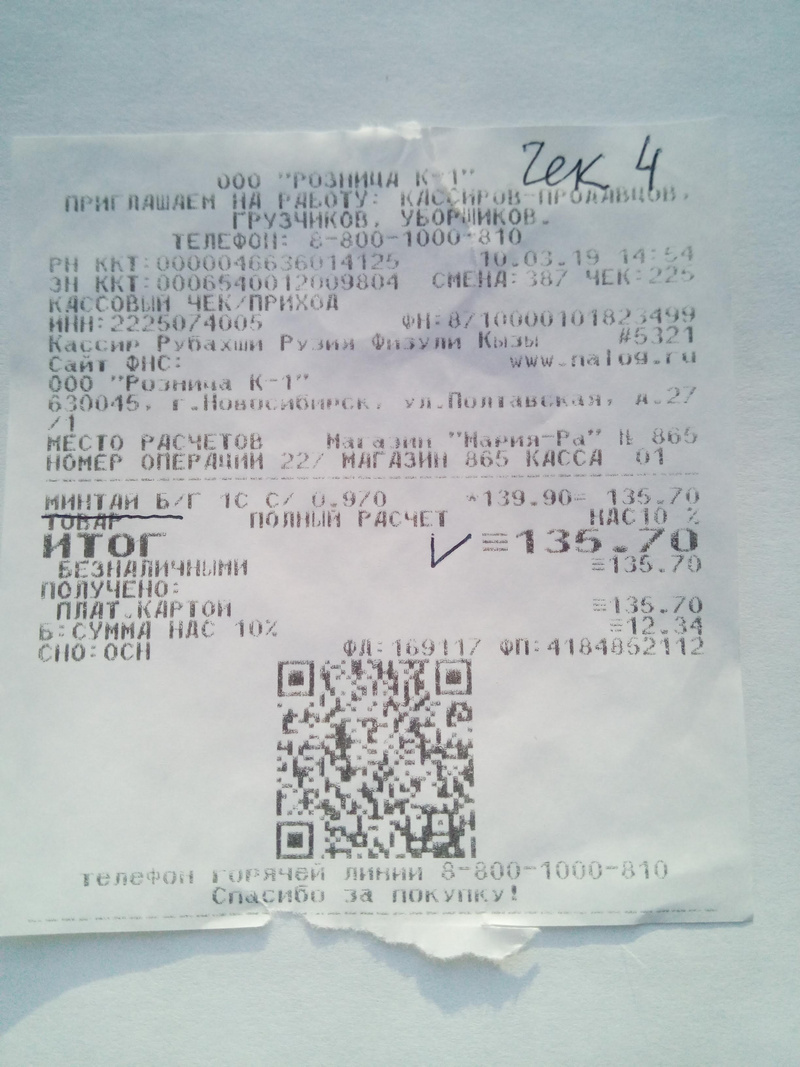 Чек 4
ООО "РОЗНИЦА К-1"
ПРИГЛАШАЕМ НА РАБОТУ: КАССИРОВ-ПРОДАВЦОВ,
ГРУЗЧИКОВ, УБОРЩИКОВ.
ТЕЛЕФОН: 8-800-1000-810
РН ККТ:0000046636014125 10.03.19 14:54
ЗН ККТ:0006540012009804 СМЕНА:387 ЧЕК:225
КАССОВЫЙ ЧЕК/ПРИХОД
ИНН:2225074005 ФН:8710000101823499
Кассир Рубахши Рузия Физули Кызы #5321
Сайт ФНС: www.nalog.ru
ООО "Розница К-1"
630045, г.Новосибирск, ул.Полтавская, д.27
/1
МЕСТО РАСЧЕТОВ Магазин "Мария-Ра" № 865
НОМЕР ОПЕРАЦИИ 227 МАГАЗИН 865 КАССА 01
МИНТАЙ Б/Г 1С С/ 0.970 *139.90= 135.70
ТОВАР ПОЛНЫЙ РАСЧЕТ НДС10 %
ИТОГ ≡135.70
БЕЗНАЛИЧНЫМИ ≡135.70
ПОЛУЧЕНО:
ПЛАТ.КАРТОЙ ≡135.70
Б:СУММА НДС 10% ≡12.34
СНО:ОСН ФД:169117 ФП:4184852112
телефон горячей линии 8-800-1000-810
Спасибо за покупку!